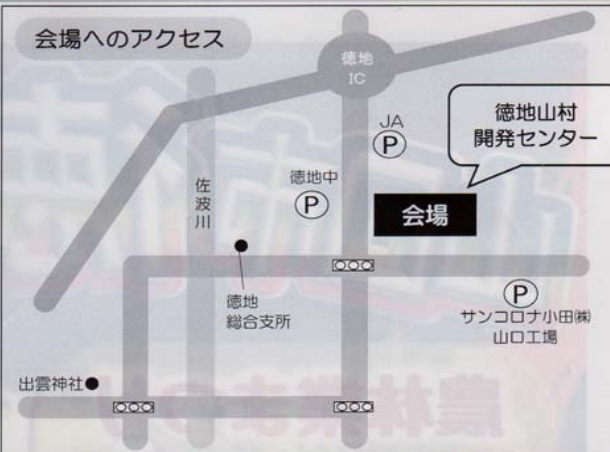 会場へのアクセス
徳地
IC
徳地山村
開発センター
JA
P
徳地中
P
佐波川
会場
徳地
総合支所
P
サンコロナ小田㈱
山口工場
出雲神社